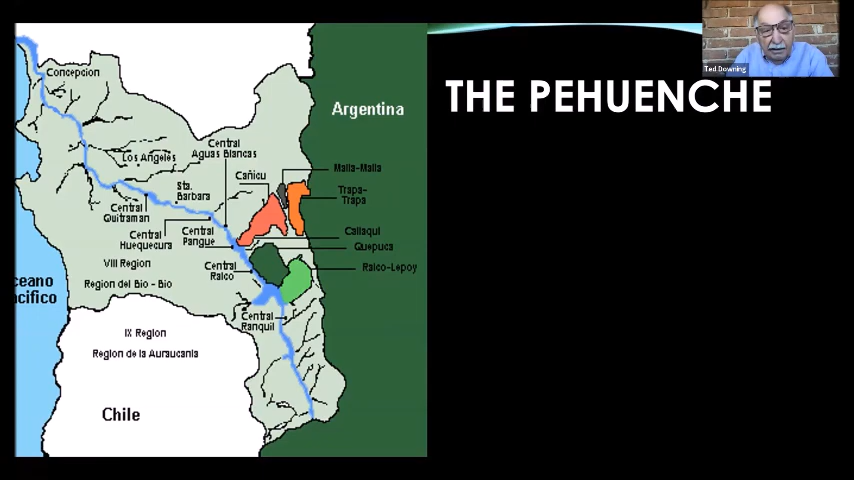 Ted Downing
THE PEHUENCHE
Concepcion
Argentina
Central
Aguas Blancas
Los Angeles
Malla-Malla
Cañicu
Sta.
Barbara
Trapa-
Trapa
Central
Quitraman
Central
Huequecura
Central
Pangue
Callaqui
Quepuca
VIII Region
Central
Ralco
Ralco-Lepoy
ceano
acifico
Region del Bio - Bio
Central
Ranquil
IX Region
Region de la Auraucania
Chile